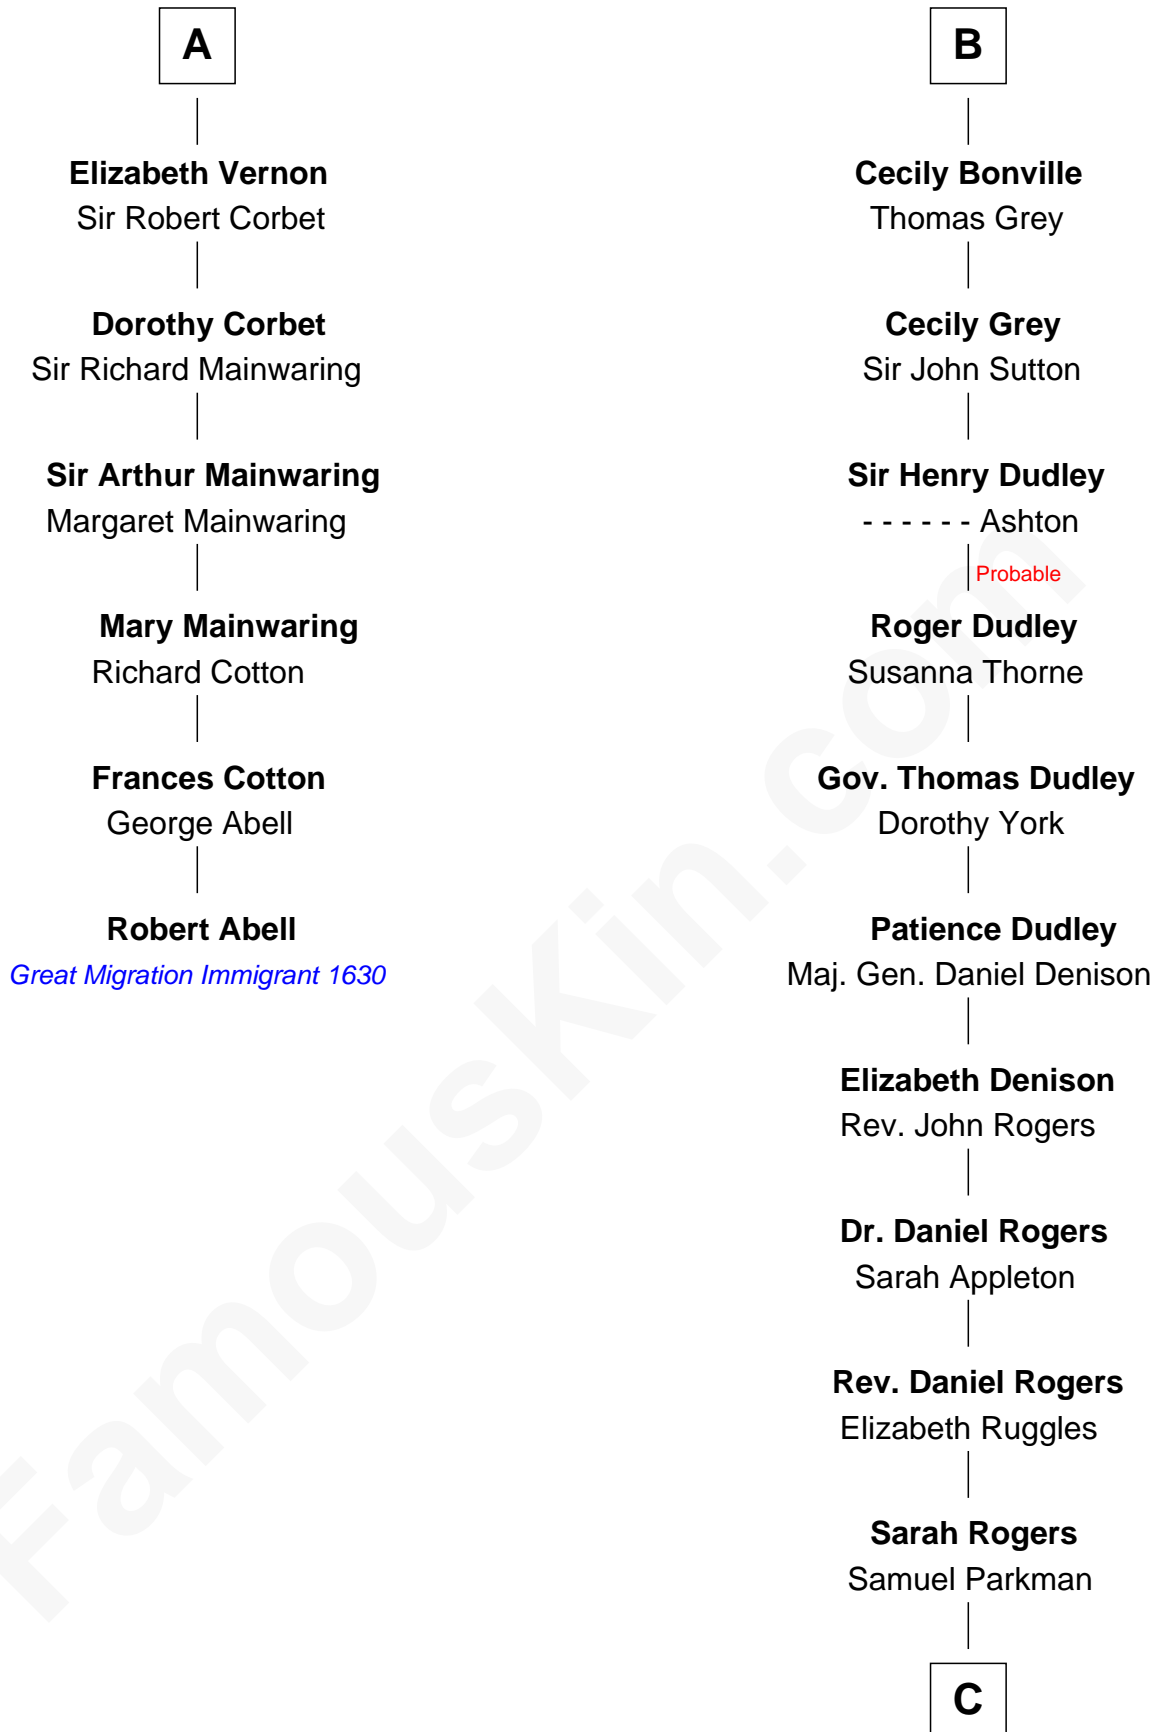 A
Elizabeth Vernon
Sir Robert Corbet
Dorothy Corbet
Sir Richard Mainwaring
Sir Arthur Mainwaring
Margaret Mainwaring
Mary Mainwaring
Richard Cotton
Frances Cotton
George Abell
Robert Abell
Great Migration Immigrant 1630
B
Cecily Bonville
Thomas Grey
Cecily Grey
Sir John Sutton
Sir Henry Dudley
- - - - - - Ashton
Probable
Roger Dudley
Susanna Thorne
Gov. Thomas Dudley
Dorothy York
Patience Dudley
Maj. Gen. Daniel Denison
Elizabeth Denison
Rev. John Rogers
Dr. Daniel Rogers
Sarah Appleton
Rev. Daniel Rogers
Elizabeth Ruggles
Sarah Rogers
Samuel Parkman
C
FamousKin.com